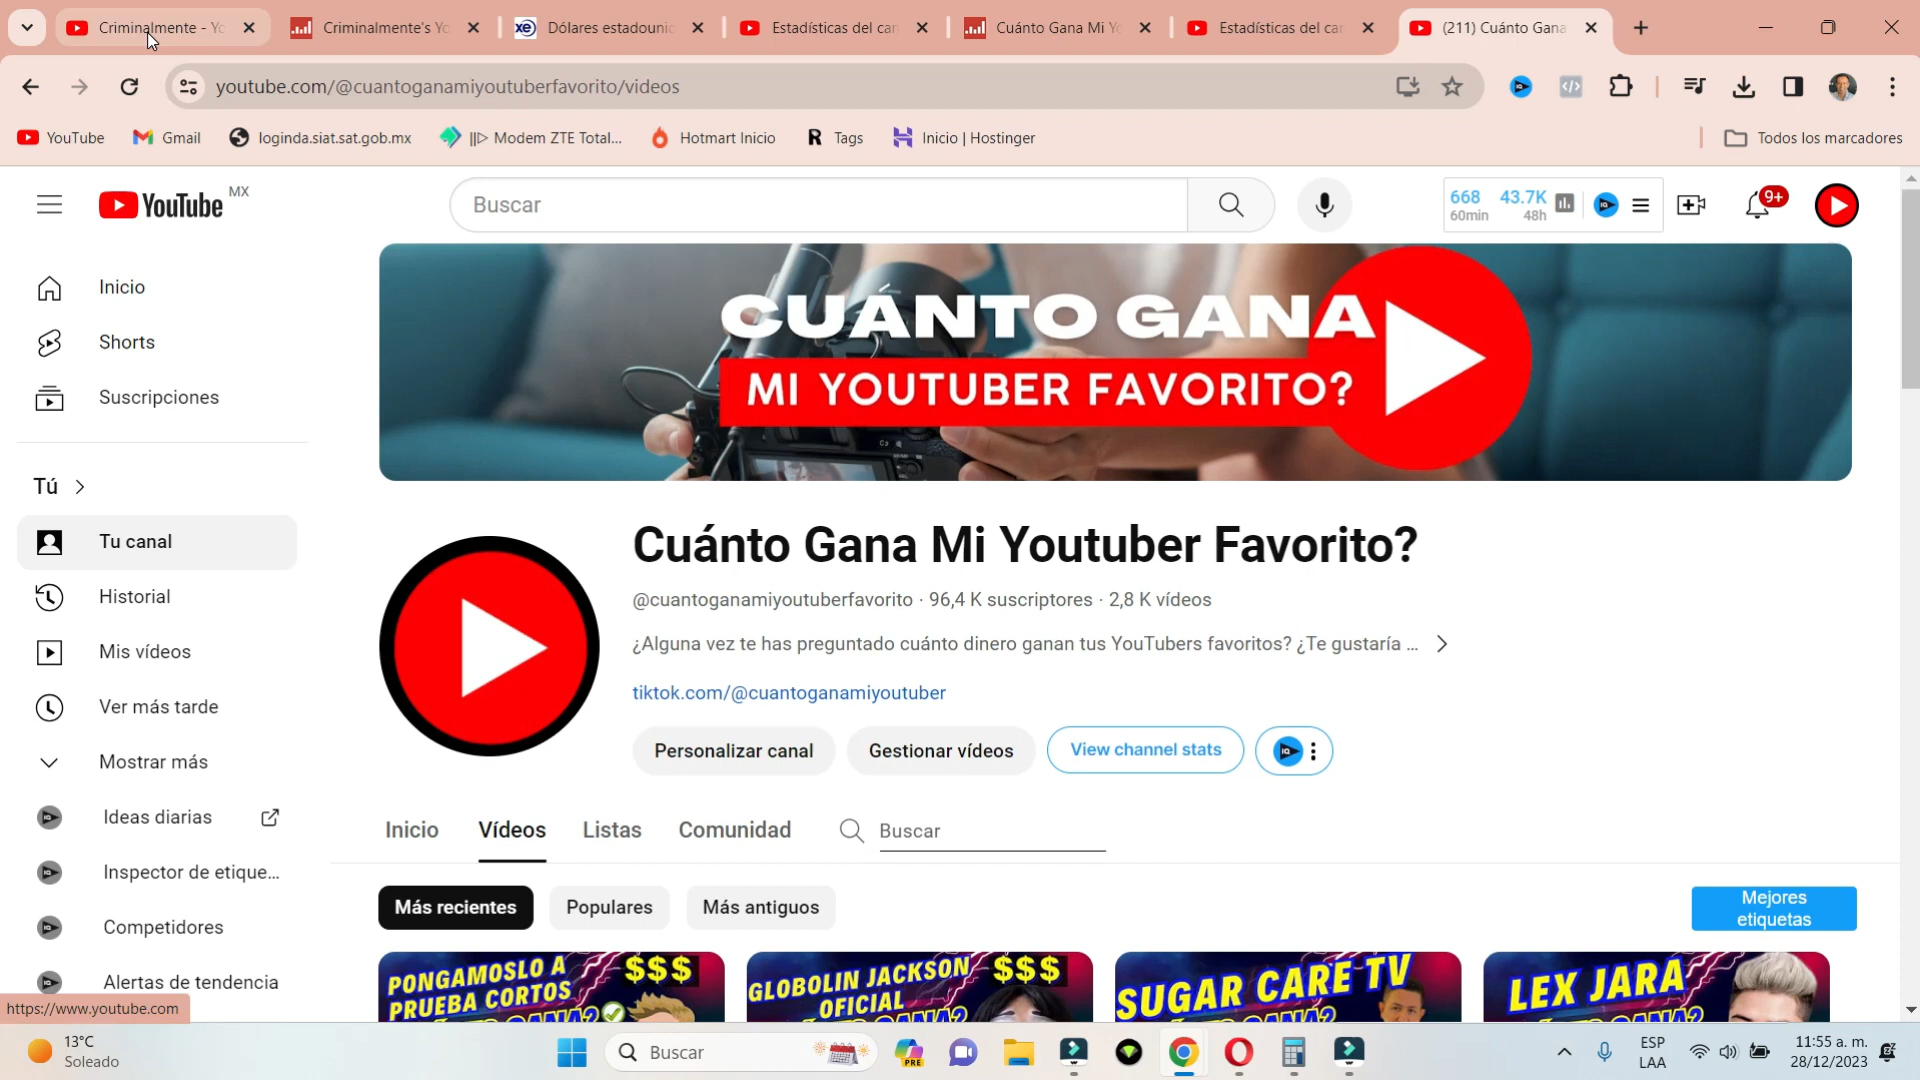 Criminalmente - Yo
Criminalmente's Yo
Dólares estadounid
Estadísticas del can
Cuánto Gana Mi Yo
Estadísticas del can
(211) Cuánto Gana
youtube.com/@cuantoganamiyoutuberfavorito/videos
YouTube
Gmail
loginda.siat.sat.gob.mx
||▷ Modem ZTE Total...
Hotmart Inicio
Tags
Inicio | Hostinger
Todos los marcadores
YouTube MX
Buscar
668 43.7K
60min 48h
9+
Inicio
Shorts
Suscripciones
Tú
Tu canal
Historial
Mis vídeos
Ver más tarde
Mostrar más
Ideas diarias
Inspector de etique...
Competidores
Alertas de tendencia
https://www.youtube.com
CUÁNTO GANA
MI YOUTUBER FAVORITO?
Cuánto Gana Mi Youtuber Favorito?
@cuantoganamiyoutuberfavorito · 96,4 K suscriptores · 2,8 K vídeos
¿Alguna vez te has preguntado cuánto dinero ganan tus YouTubers favoritos? ¿Te gustaría ...
tiktok.com/@cuantoganamiyoutuber
Personalizar canal
Gestionar vídeos
View channel stats
Inicio
Vídeos
Listas
Comunidad
Buscar
Más recientes
Populares
Más antiguos
Mejores
etiquetas
PONGAMOSLO A $$$
PRUEBA CORTOS
GLOBOLIN JACKSON $$$
OFICIAL
SUGAR CARE TV
LEX JARA
13°C
Soleado
Buscar
PRE
ESP
LAA
11:55 a. m.
28/12/2023